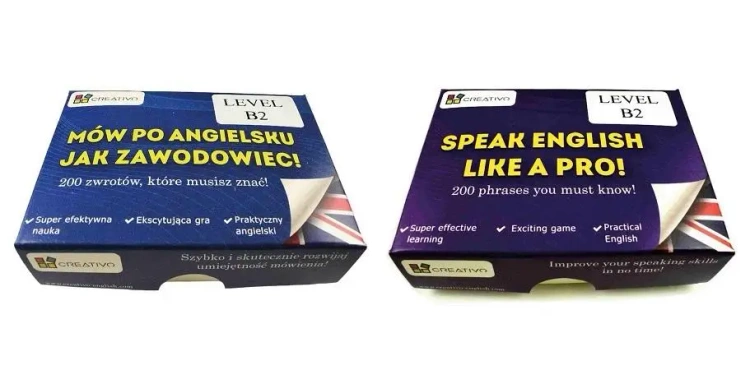 CREATIVO
LEVEL
B2
MÓW PO ANGIELSKU
JAK ZAWODOWIEC!
200 zwrotów, które musisz znać!
Super efektywna
nauka
Ekscytująca gra
Praktyczny
angielski
CREATIVO
Szybko i skutecznie rozwijaj
umiejętność mówienia!
CREATIVO
LEVEL
B2
SPEAK ENGLISH
LIKE A PRO!
200 phrases you must know!
Super effective
learning
Exciting game
Practical
English
CREATIVO
Improve your speaking skills
in no time!